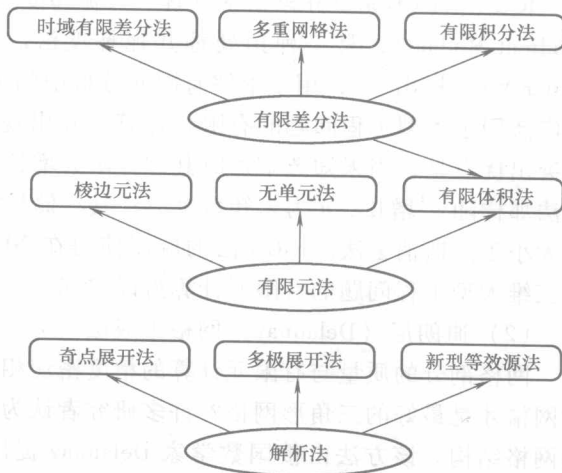 时域有限差分法
多重网格法
有限积分法
有限差分法
棱边元法
无单元法
有限体积法
有限元法
奇点展开法
多极展开法
新型等效源法
解析法